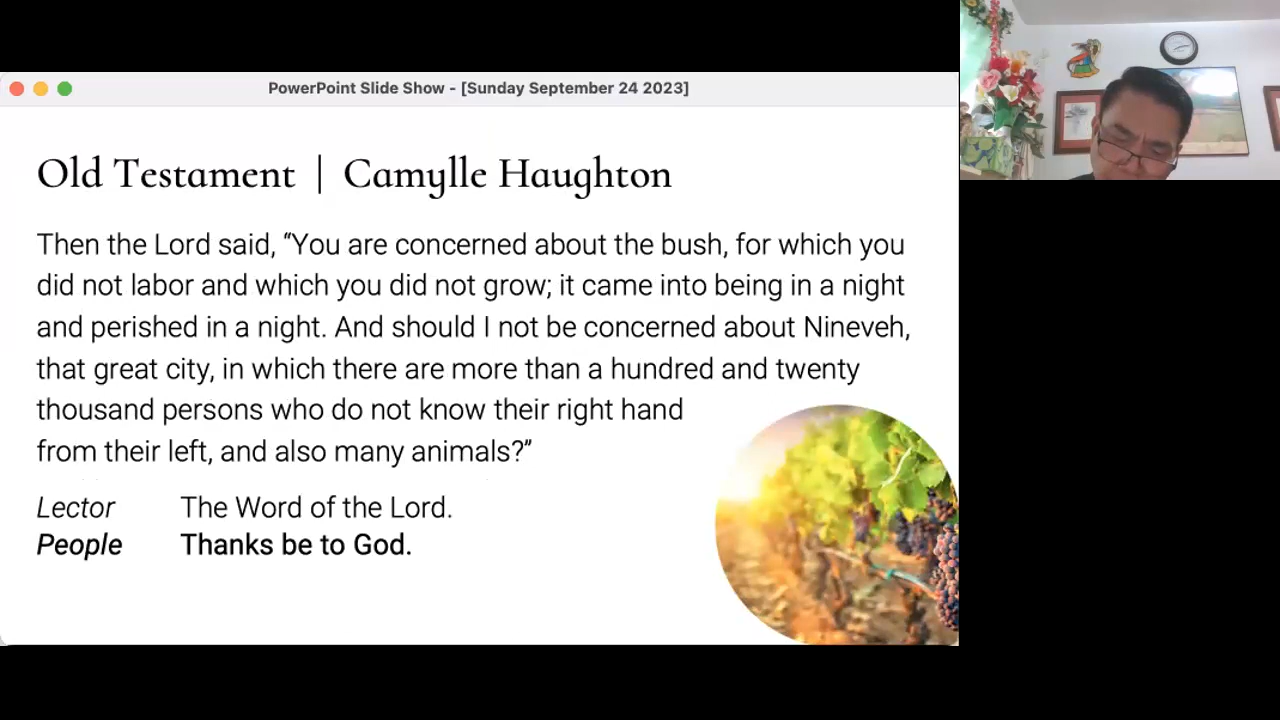 PowerPoint Slide Show - [Sunday September 24 2023]
Old Testament | Camylle Haughton
Then the Lord said, “You are concerned about the bush, for which you
did not labor and which you did not grow; it came into being in a night
and perished in a night. And should I not be concerned about Nineveh,
that great city, in which there are more than a hundred and twenty
thousand persons who do not know their right hand
from their left, and also many animals?”
Lector The Word of the Lord.
People Thanks be to God.